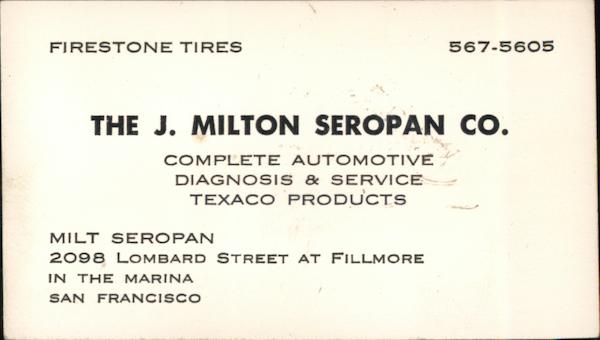 FIRESTONE TIRES 567-5605
THE J. MILTON SEROPAN CO.
COMPLETE AUTOMOTIVE
DIAGNOSIS & SERVICE
TEXACO PRODUCTS
MILT SEROPAN
2098 LOMBARD STREET AT FILLMORE
IN THE MARINA
SAN FRANCISCO